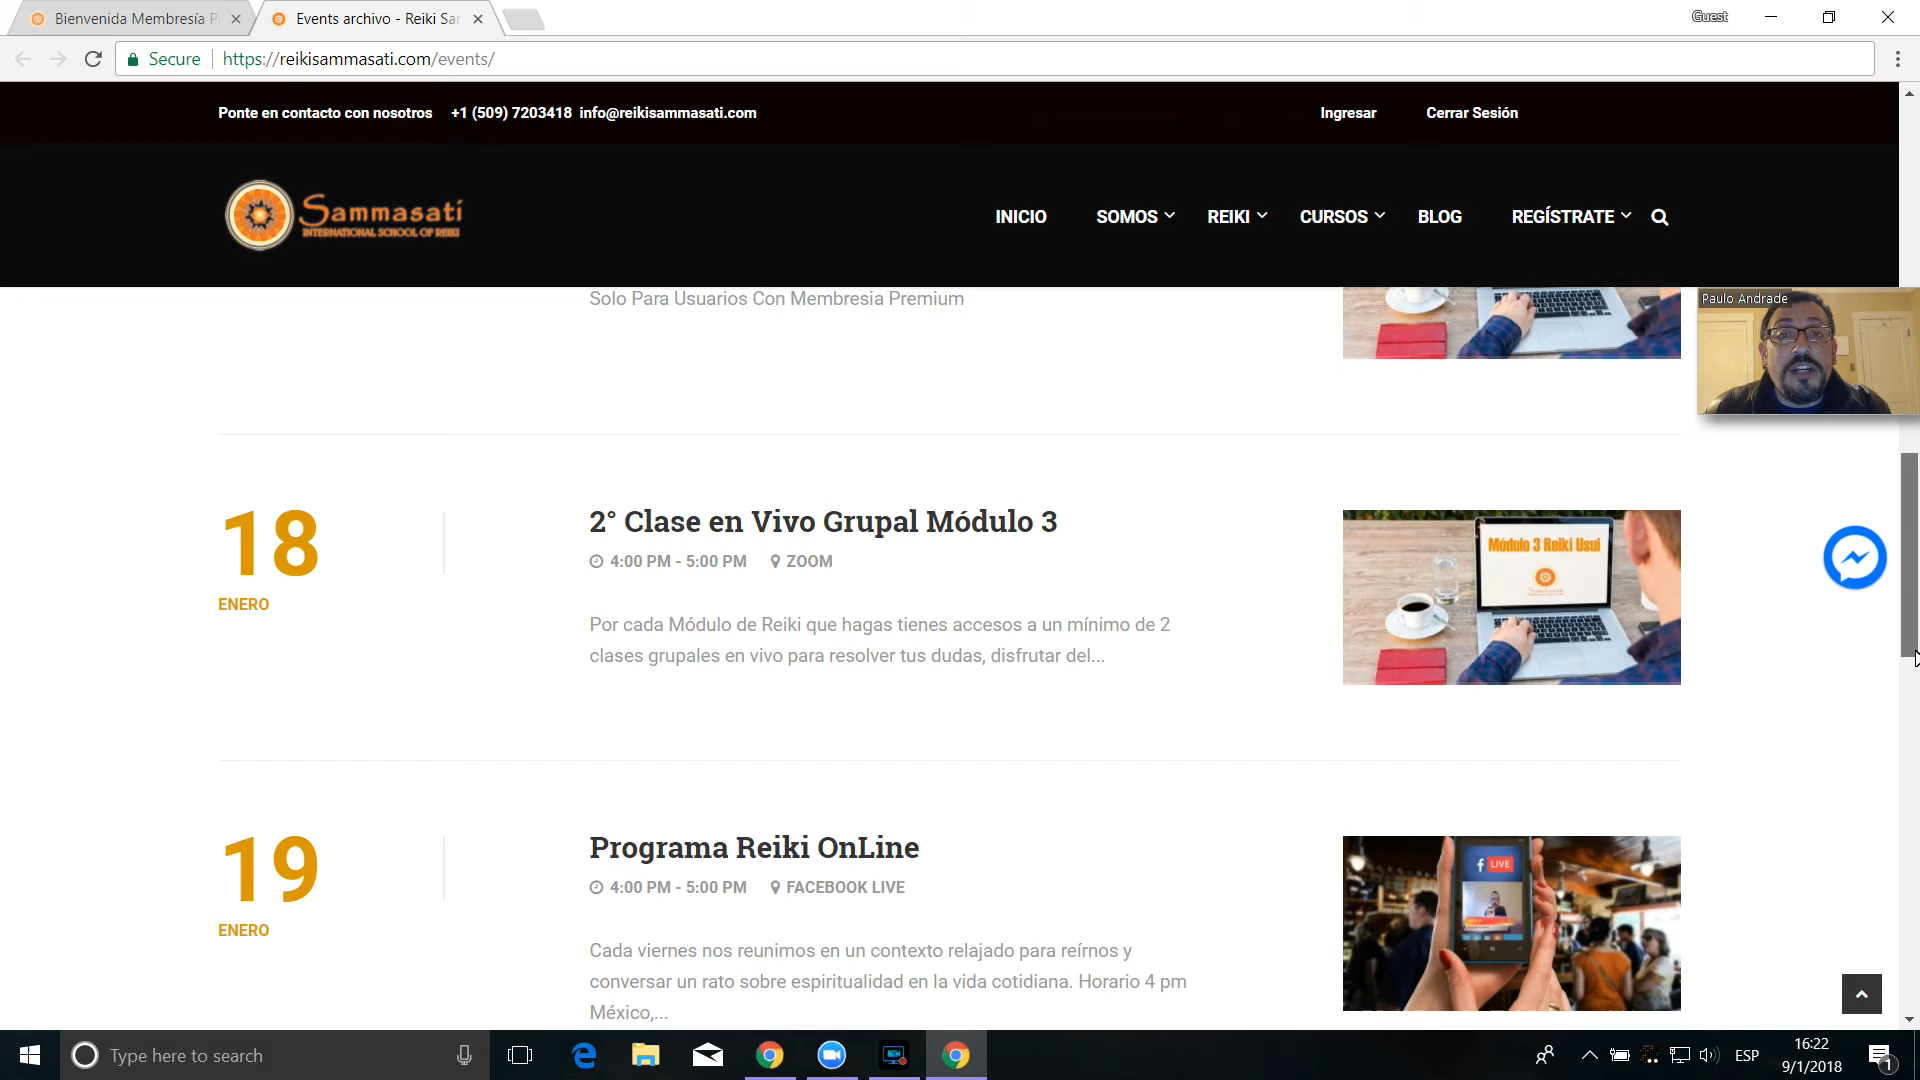 Bienvenida Membresía P
Events archivo - Reiki Sar
Guest
Secure
https://reikisammasati.com/events/
Ponte en contacto con nosotros +1 (509) 7203418 info@reikisammasati.com
Ingresar
Cerrar Sesión
Sammasati
INTERNATIONAL SCHOOL OF REIKI
INICIO
SOMOS
REIKI
CURSOS
BLOG
REGÍSTRATE
Solo Para Usuarios Con Membresia Premium
Paulo Andrade
18
ENERO
2° Clase en Vivo Grupal Módulo 3
4:00 PM - 5:00 PM ZOOM
Por cada Módulo de Reiki que hagas tienes accesos a un mínimo de 2
clases grupales en vivo para resolver tus dudas, disfrutar del...
Módulo 3 Reiki Usui
Sammasati
19
ENERO
Programa Reiki OnLine
4:00 PM - 5:00 PM FACEBOOK LIVE
Cada viernes nos reunimos en un contexto relajado para reírnos y
conversar un rato sobre espiritualidad en la vida cotidiana. Horario 4 pm
México,...
f LIVE
Type here to search
ESP
16:22
9/1/2018
1